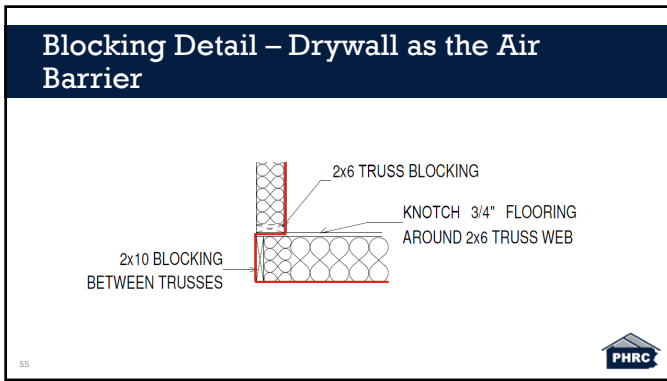 Blocking Detail – Drywall as the Air
Barrier
2x6 TRUSS BLOCKING
KNOTCH 3/4" FLOORING
AROUND 2x6 TRUSS WEB
2x10 BLOCKING
BETWEEN TRUSSES
55
PHRC